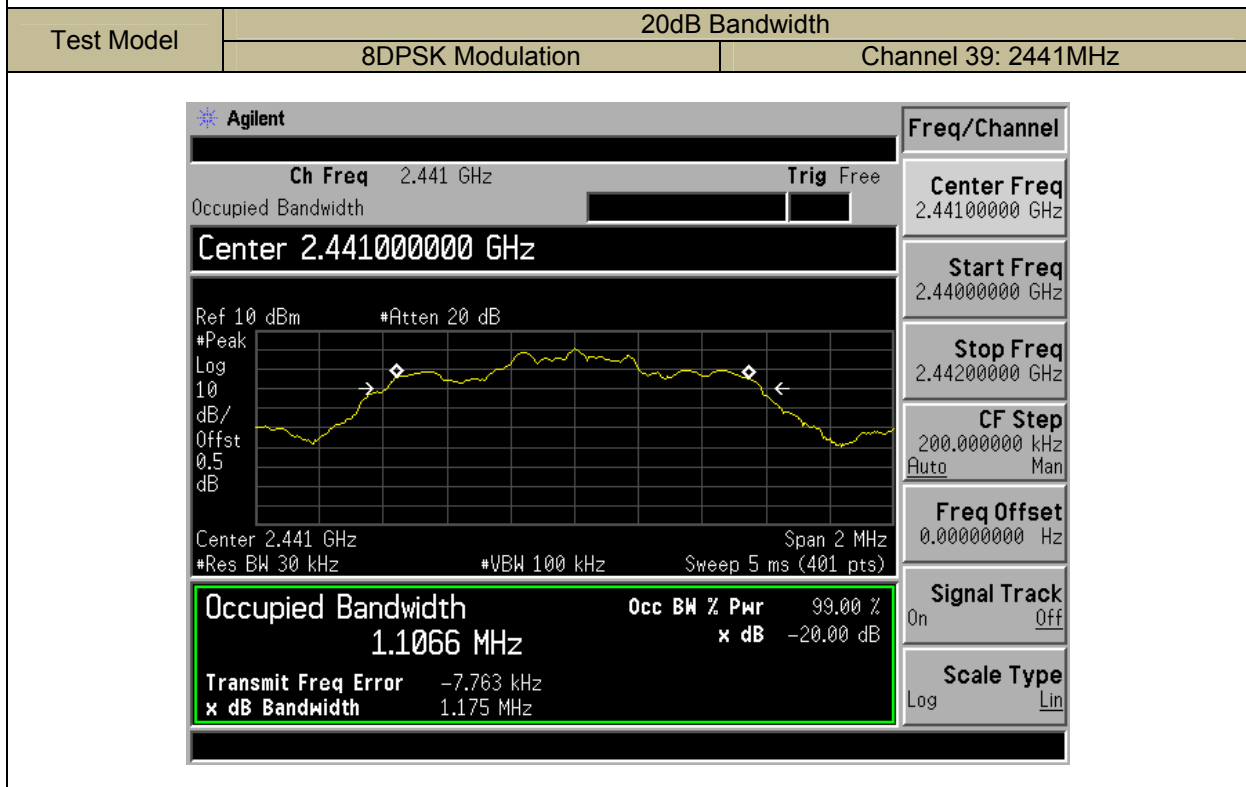 Test Model
20dB Bandwidth
8DPSK Modulation
Channel 39: 2441MHz
Agilent
Freq/Channel
Ch Freq 2.441 GHz
Trig Free
Occupied Bandwidth
Center 2.441000000 GHz
Ref 10 dBm
#Atten 20 dB
#Peak
Log
10
dB/
Offst
0.5
dB
Center 2.441 GHz
Span 2 MHz
#Res BW 30 kHz
#VBW 100 kHz
Sweep 5 ms (401 pts)
Occupied Bandwidth
1.1066 MHz
Occ BW % Pwr 99.00 %
x dB -20.00 dB
Transmit Freq Error -7.763 kHz
x dB Bandwidth 1.175 MHz
Center Freq
2.44100000 GHz
Start Freq
2.44000000 GHz
Stop Freq
2.44200000 GHz
CF Step
200.000000 kHz
Auto Man
Freq Offset
0.00000000 Hz
Signal Track
On Off
Scale Type
Log Lin